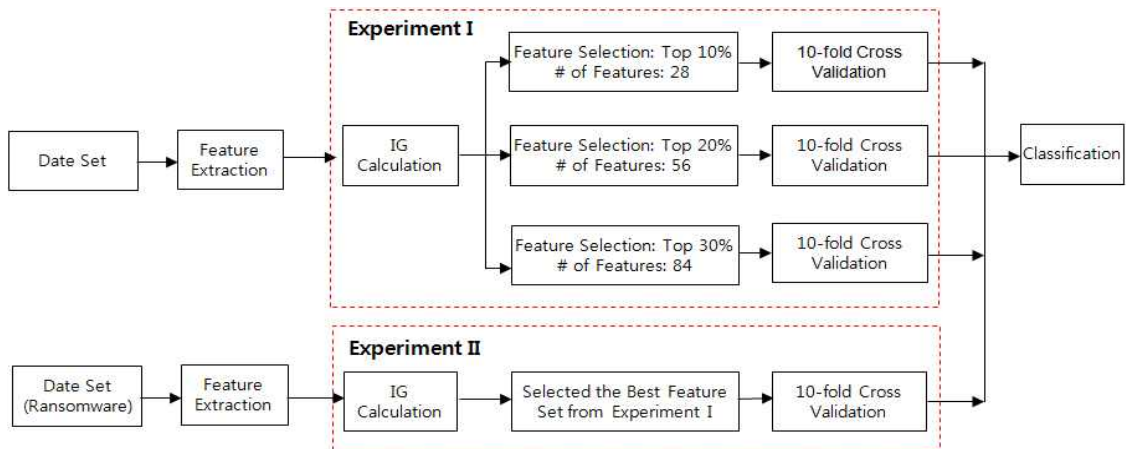 Experiment I
Feature Selection: Top 10%
# of Features: 28
10-fold Cross
Validation
Date Set
Feature
Extraction
IG
Calculation
Feature Selection: Top 20%
# of Features: 56
10-fold Cross
Validation
Classification
Feature Selection: Top 30%
# of Features: 84
10-fold Cross
Validation
Experiment II
Date Set
(Ransomware)
Feature
Extraction
IG
Calculation
Selected the Best Feature
Set from Experiment I
10-fold Cross
Validation